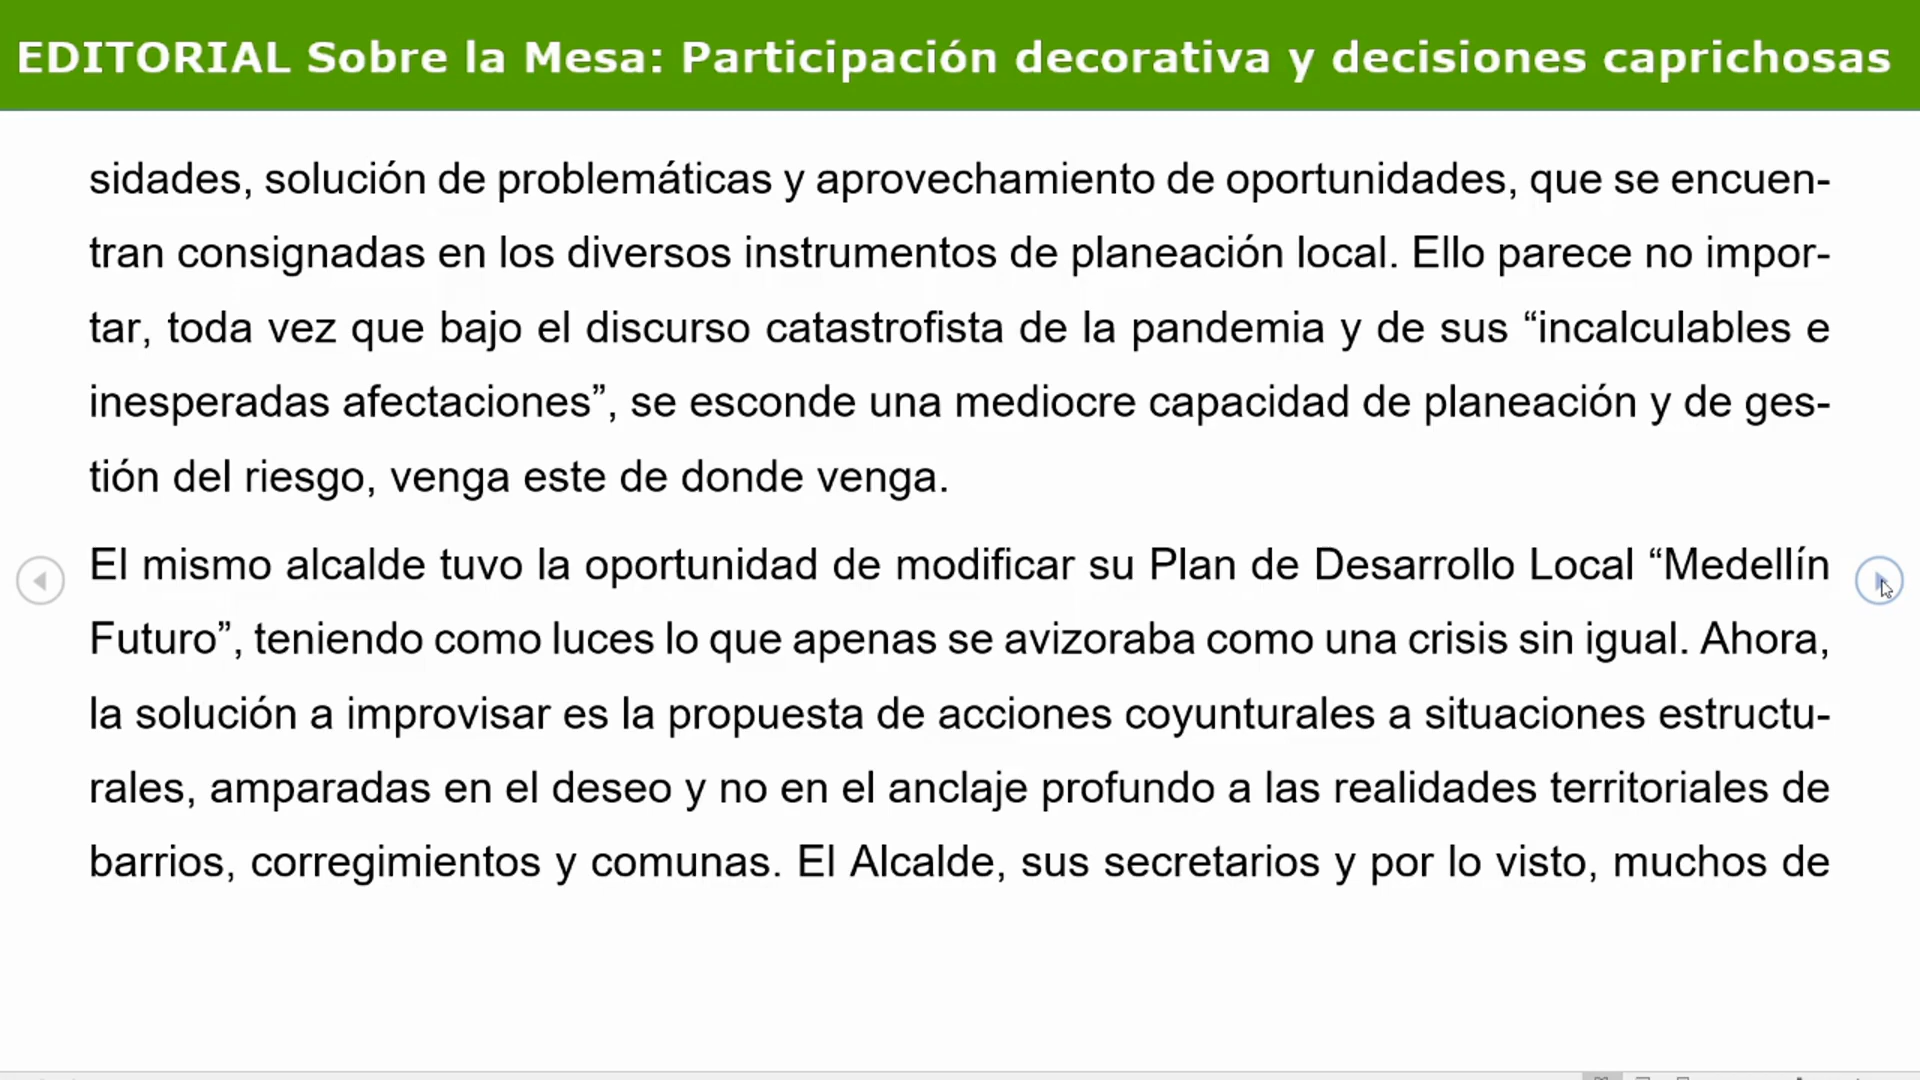 EDITORIAL Sobre la Mesa: Participación decorativa y decisiones caprichosas
sidades, solución de problemáticas y aprovechamiento de oportunidades, que se encuen-
tran consignadas en los diversos instrumentos de planeación local. Ello parece no impor-
tar, toda vez que bajo el discurso catastrofista de la pandemia y de sus “incalculables e
inesperadas afectaciones”, se esconde una mediocre capacidad de planeación y de ges-
tión del riesgo, venga este de donde venga.
El mismo alcalde tuvo la oportunidad de modificar su Plan de Desarrollo Local “Medellín
Futuro”, teniendo como luces lo que apenas se avizoraba como una crisis sin igual. Ahora,
la solución a improvisar es la propuesta de acciones coyunturales a situaciones estructu-
rales, amparadas en el deseo y no en el anclaje profundo a las realidades territoriales de
barrios, corregimientos y comunas. El Alcalde, sus secretarios y por lo visto, muchos de